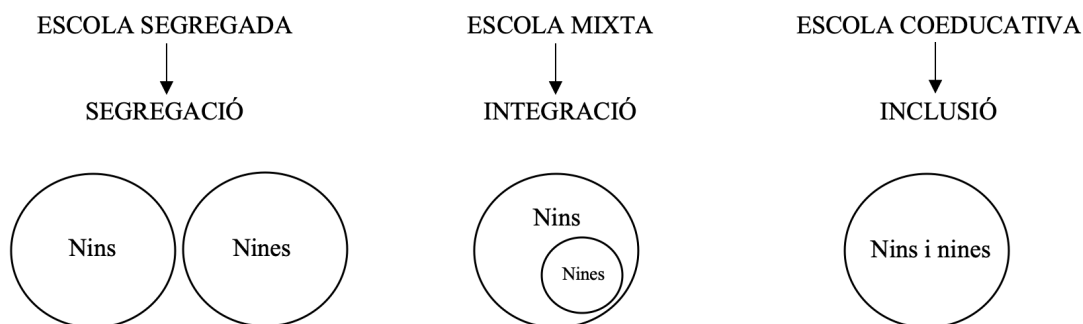 ESCOLA SEGREGADA
SEGREGACIÓ
Nins
Nines
ESCOLA MIXTA
INTEGRACIÓ
Nins
Nines
ESCOLA COEDUCATIVA
INCLUSIÓ
Nins i nines